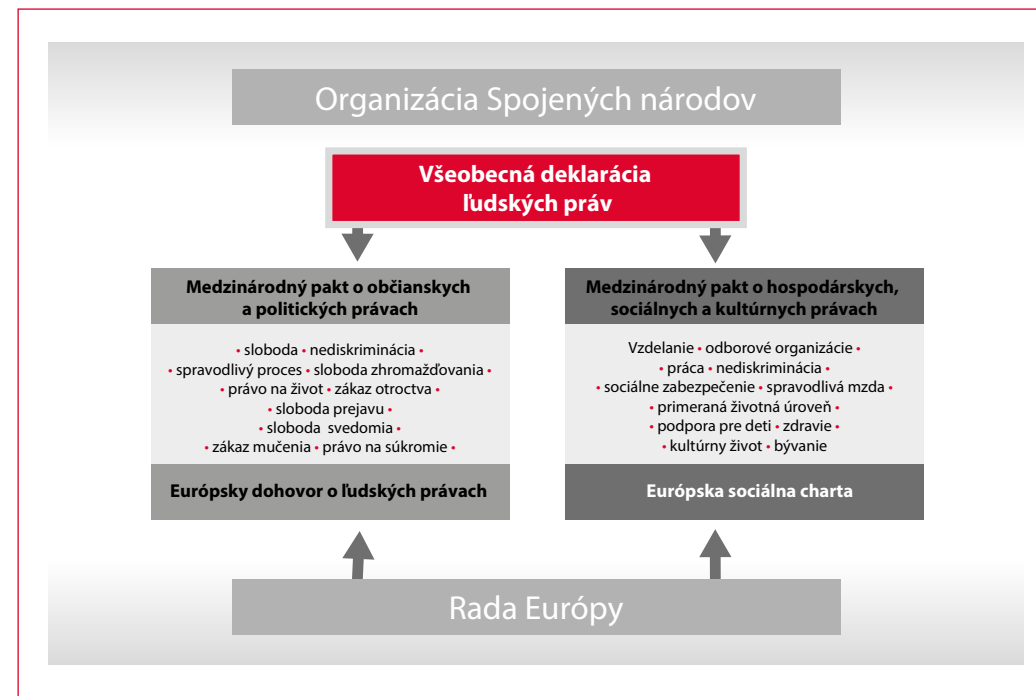 Organizácia Spojených národov
Všeobecná deklarácia
ľudských práv
Medzinárodný pakt o občianskych
a politických právach
• sloboda • nediskriminácia •
• spravodlivý proces • sloboda zhromažďovania •
• právo na život • zákaz otroctva •
• sloboda prejavu •
• sloboda svedomia •
• zákaz mučenia • právo na súkromie •
Európsky dohovor o ľudských právach
Medzinárodný pakt o hospodárskych,
sociálnych a kultúrnych právach
Vzdelanie • odborové organizácie •
• práca • nediskriminácia •
• sociálne zabezpečenie • spravodlivá mzda •
• primeraná životná úroveň •
• podpora pre deti • zdravie •
• kultúrny život • bývanie
Európska sociálna charta
Rada Európy